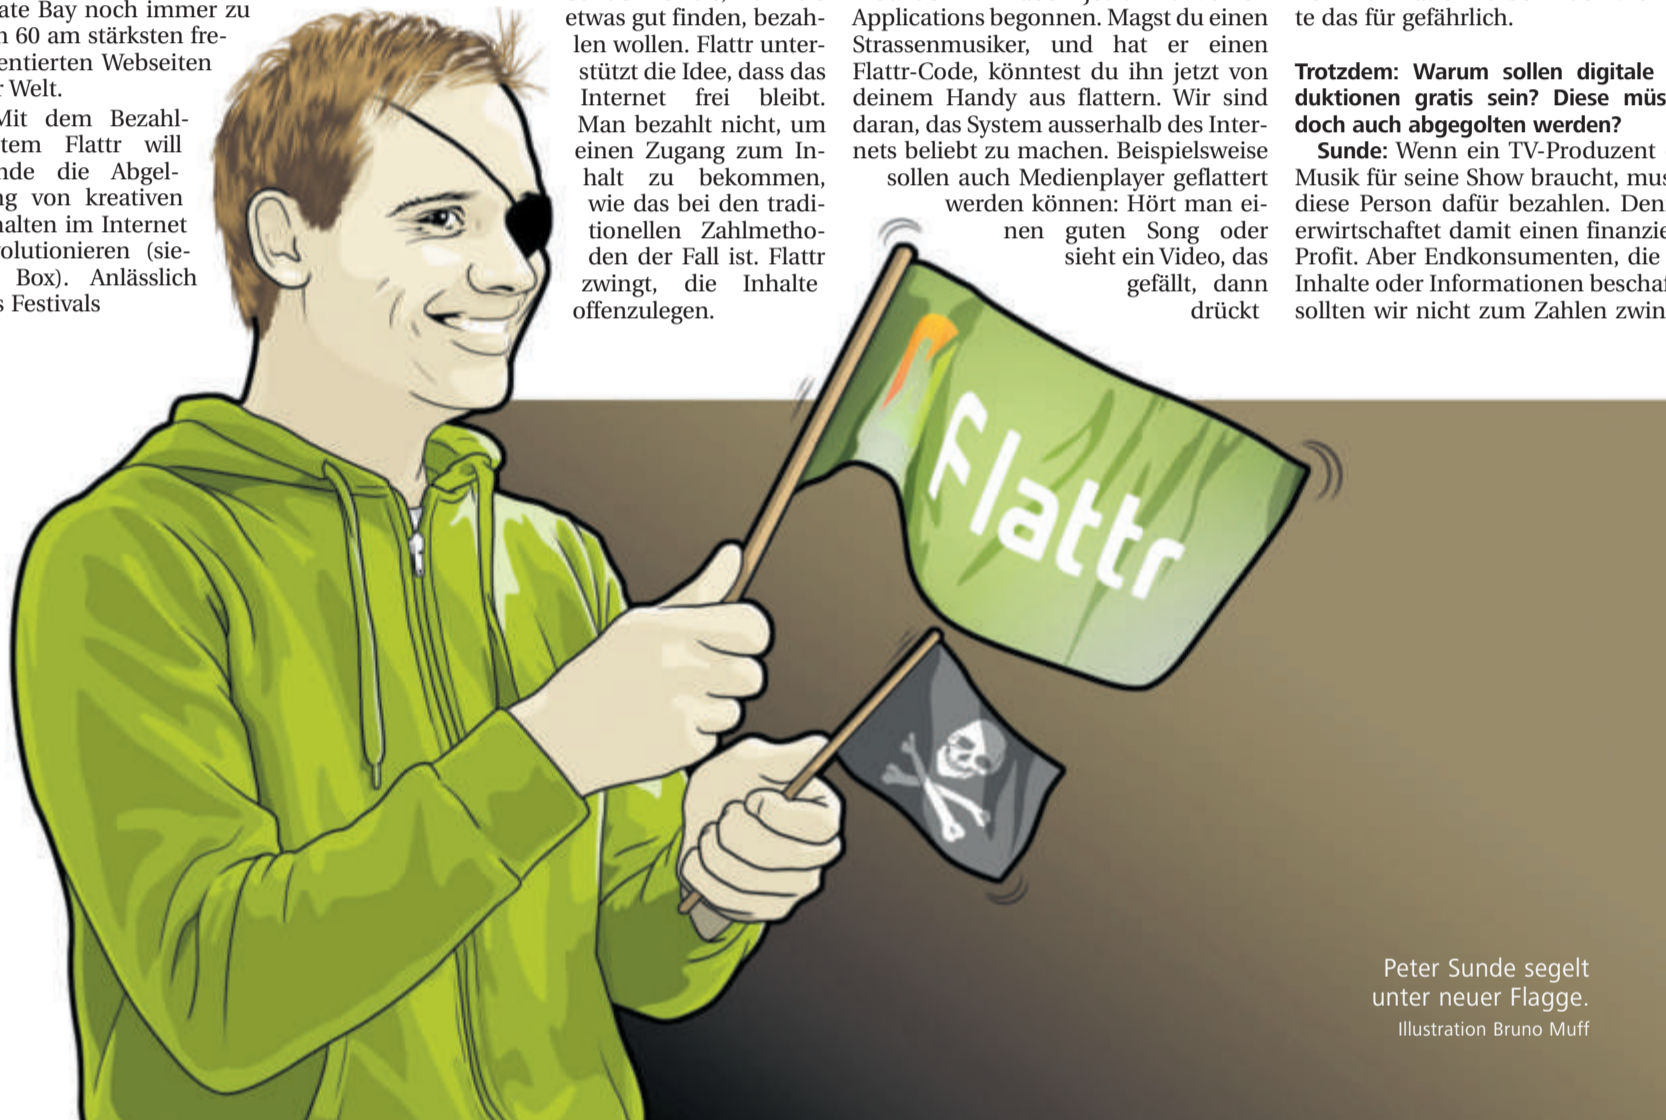 ate Bay noch immer zu
60 am stärksten fre-
entierten Webseiten
Welt.
Mit dem Bezahl-
tem Flattr will
nde die Abgel-
ng von kreativen
halten im Internet
volutionieren (sie-
Box). Anlässlich
s Festivals
etwas gut finden, bezah-
len wollen. Flattr unter-
stützt die Idee, dass das
Internet frei bleibt.
Man bezahlt nicht, um
einen Zugang zum In-
halt zu bekommen,
wie das bei den tradi-
tionellen Zahlmetho-
den der Fall ist. Flattr
zwingt, die Inhalte
offenzulegen.
Applications begonnen. Magst du einen
Strassenmusiker, und hat er einen
Flattr-Code, könntest du ihn jetzt von
deinem Handy aus flattern. Wir sind
daran, das System ausserhalb des Inter-
nets beliebt zu machen. Beispielsweise
sollen auch Medienplayer geflattert
werden können: Hört man ei-
nen guten Song oder
sieht ein Video, das
gefällt, dann
drückt
te das für gefährlich.
Trotzdem: Warum sollen digitale
duktionen gratis sein? Diese müs
doch auch abgegolten werden?
Sunde: Wenn ein TV-Produzent
Musik für seine Show braucht, mus
diese Person dafür bezahlen. Den
erwirtschaftet damit einen finanzie
Profit. Aber Endkonsumenten, die
Inhalte oder Informationen beschaf
sollten wir nicht zum Zahlen zwin
Flattr
Peter Sunde segelt
unter neuer Flagge.
Illustration Bruno Muff